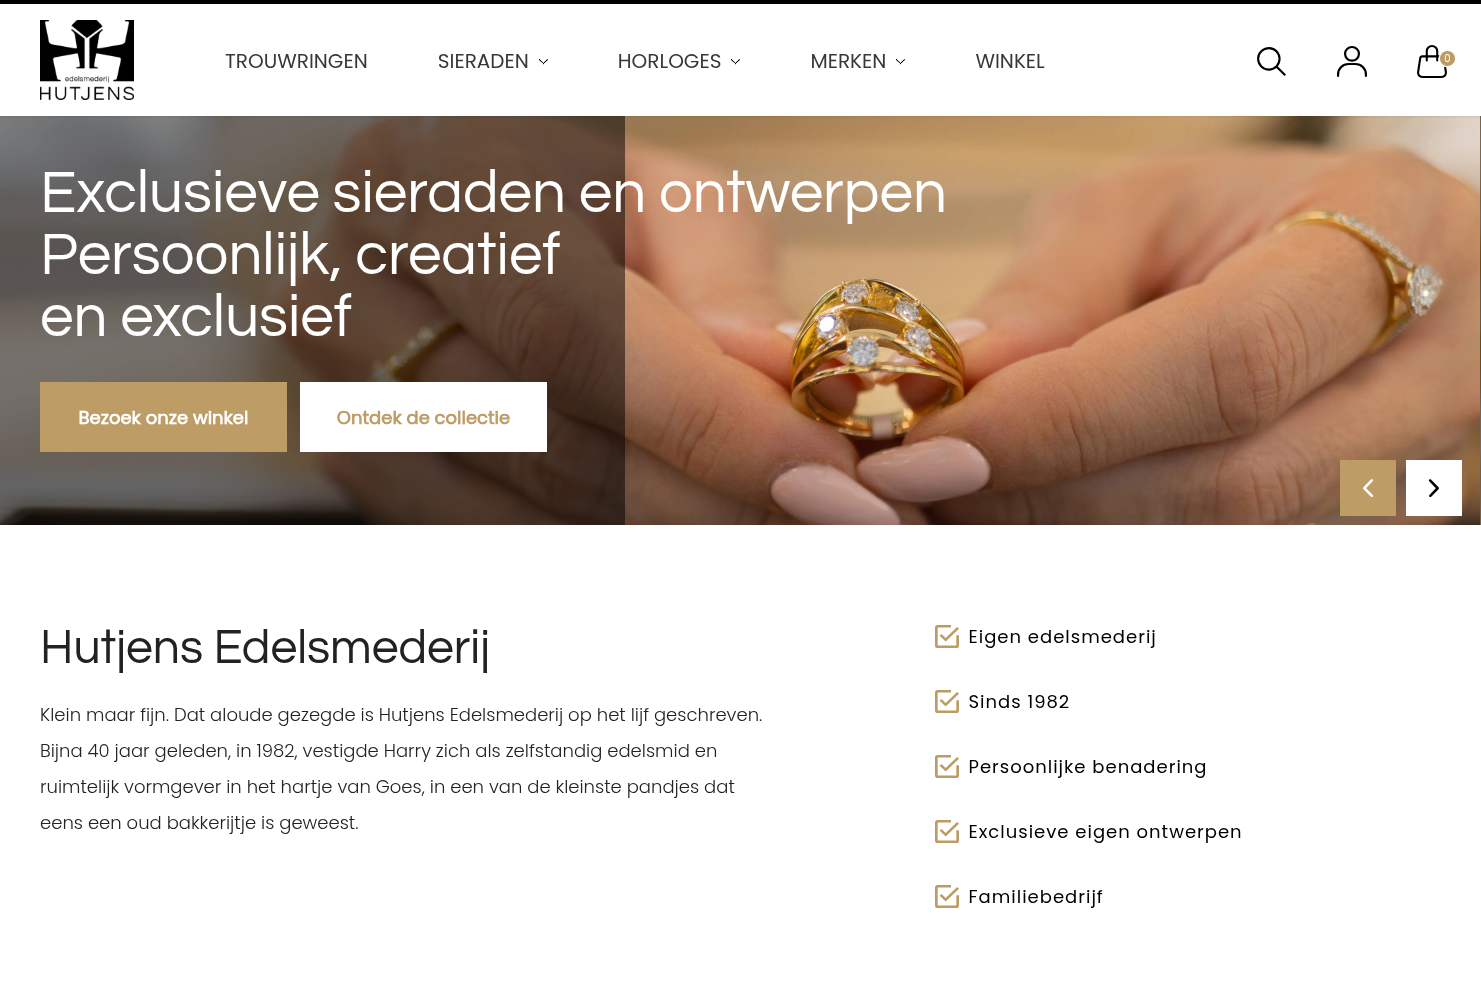 edelsmederij
HUTJENS
TROUWRINGEN
SIERADEN
HORLOGES
MERKEN
WINKEL
0
Exclusieve sieraden en ontwerpen
Persoonlijk, creatief
en exclusief
Bezoek onze winkel
Ontdek de collectie
Hutjens Edelsmederij
Klein maar fijn. Dat aloude gezegde is Hutjens Edelsmederij op het lijf geschreven.
Bijna 40 jaar geleden, in 1982, vestigde Harry zich als zelfstandig edelsmid en
ruimtelijk vormgever in het hartje van Goes, in een van de kleinste pandjes dat
eens een oud bakkerijtje is geweest.
Eigen edelsmederij
Sinds 1982
Persoonlijke benadering
Exclusieve eigen ontwerpen
Familiebedrijf